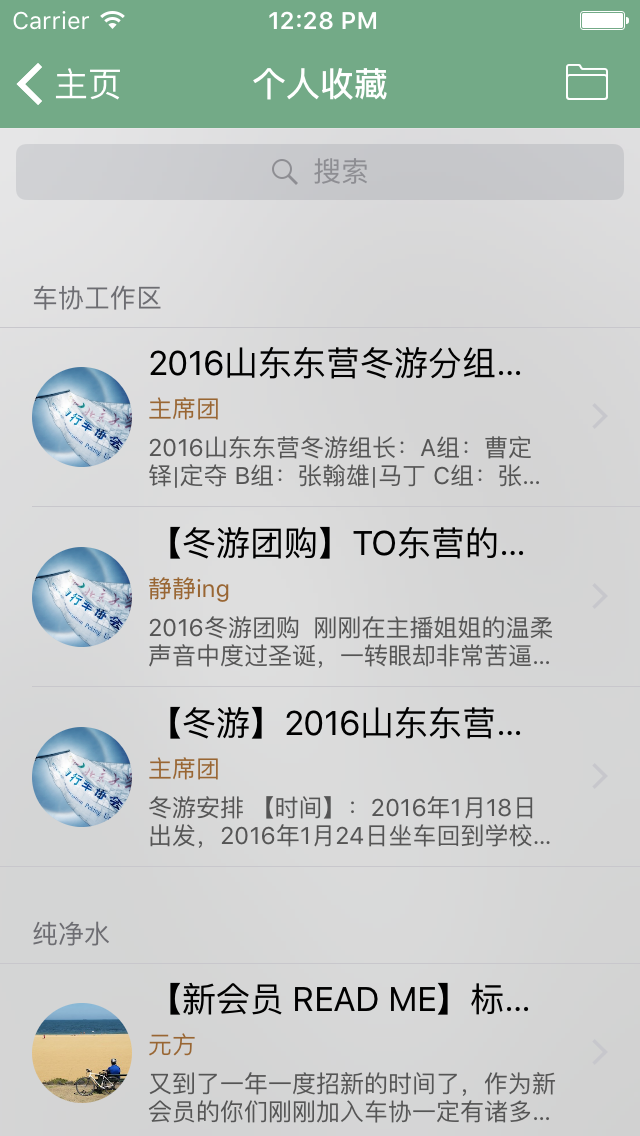 Carrier 12:28 PM
主页 个人收藏
搜索
车协工作区
2016山东东营冬游分组...
主席团
2016山东东营冬游组长：A组：曹定
铎|定夺 B组：张翰雄|马丁 C组：张...
【冬游团购】TO东营的...
静静ing
2016冬游团购 刚刚在主播姐姐的温柔
声音中度过圣诞，一转眼却非常苦逼...
【冬游】2016山东东营...
主席团
冬游安排 【时间】：2016年1月18日
出发，2016年1月24日坐车回到学校...
纯净水
【新会员 READ ME】标...
元方
又到了一年一度招新的时间了，作为新
会员的你们刚刚加入车协一定有诸多...